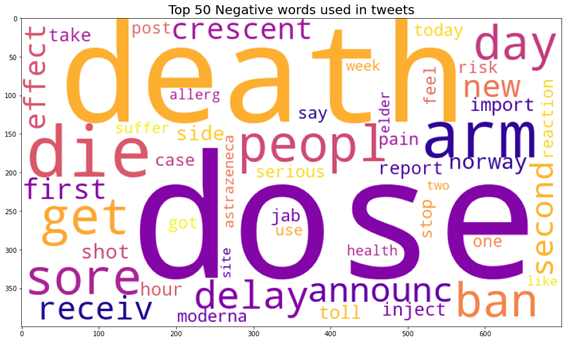 Top 50 Negative words used in tweets
0
50
100
150
200
250
300
350
take
post
crescent
today
day
effect
death
week
feel
risk
new
allerg
import
say
elder
reaction
suffer
side
die
case
peopl
pain
arm
astrazeneca
serious
report
norway
first
get
got
dose
jab
use
stop
two
second
one
shot
site
health
sore
hour
delay
announc
like
receiv
moderna
toll
inject
ban
0 100 200 300 400 500 600